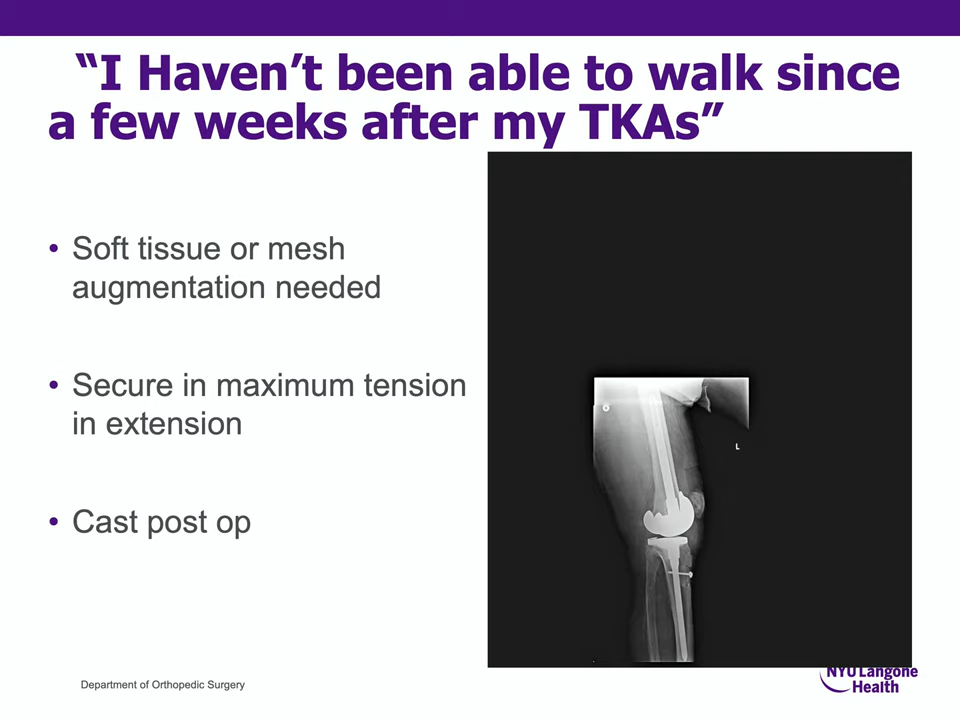 “I Haven’t been able to walk since
a few weeks after my TKAs”
• Soft tissue or mesh
augmentation needed
• Secure in maximum tension
in extension
• Cast post op
L
Department of Orthopedic Surgery
NYU Langone
Health